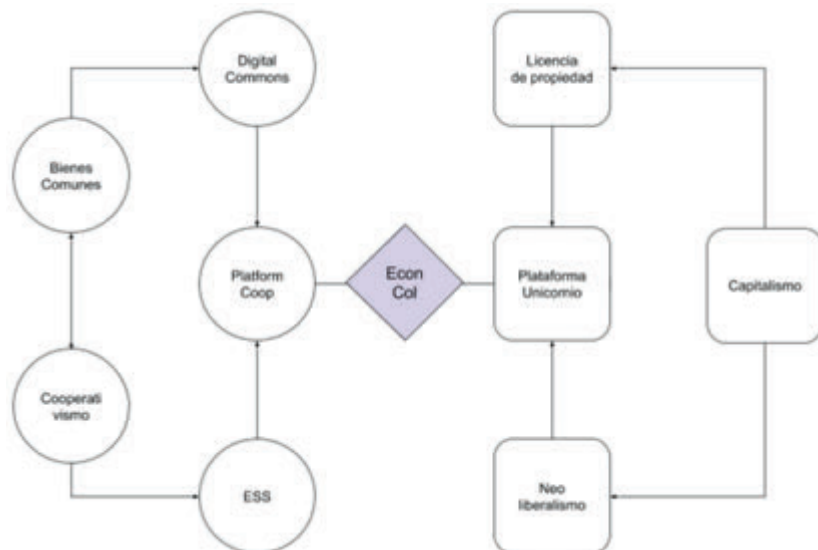 Digital
Commons
Licencia
de propiedad
Bienes
Comunes
Platform
Coop
Econ
Col
Plataforma
Unicornio
Capitalismo
Cooperati
vismo
ESS
Neo
liberalismo